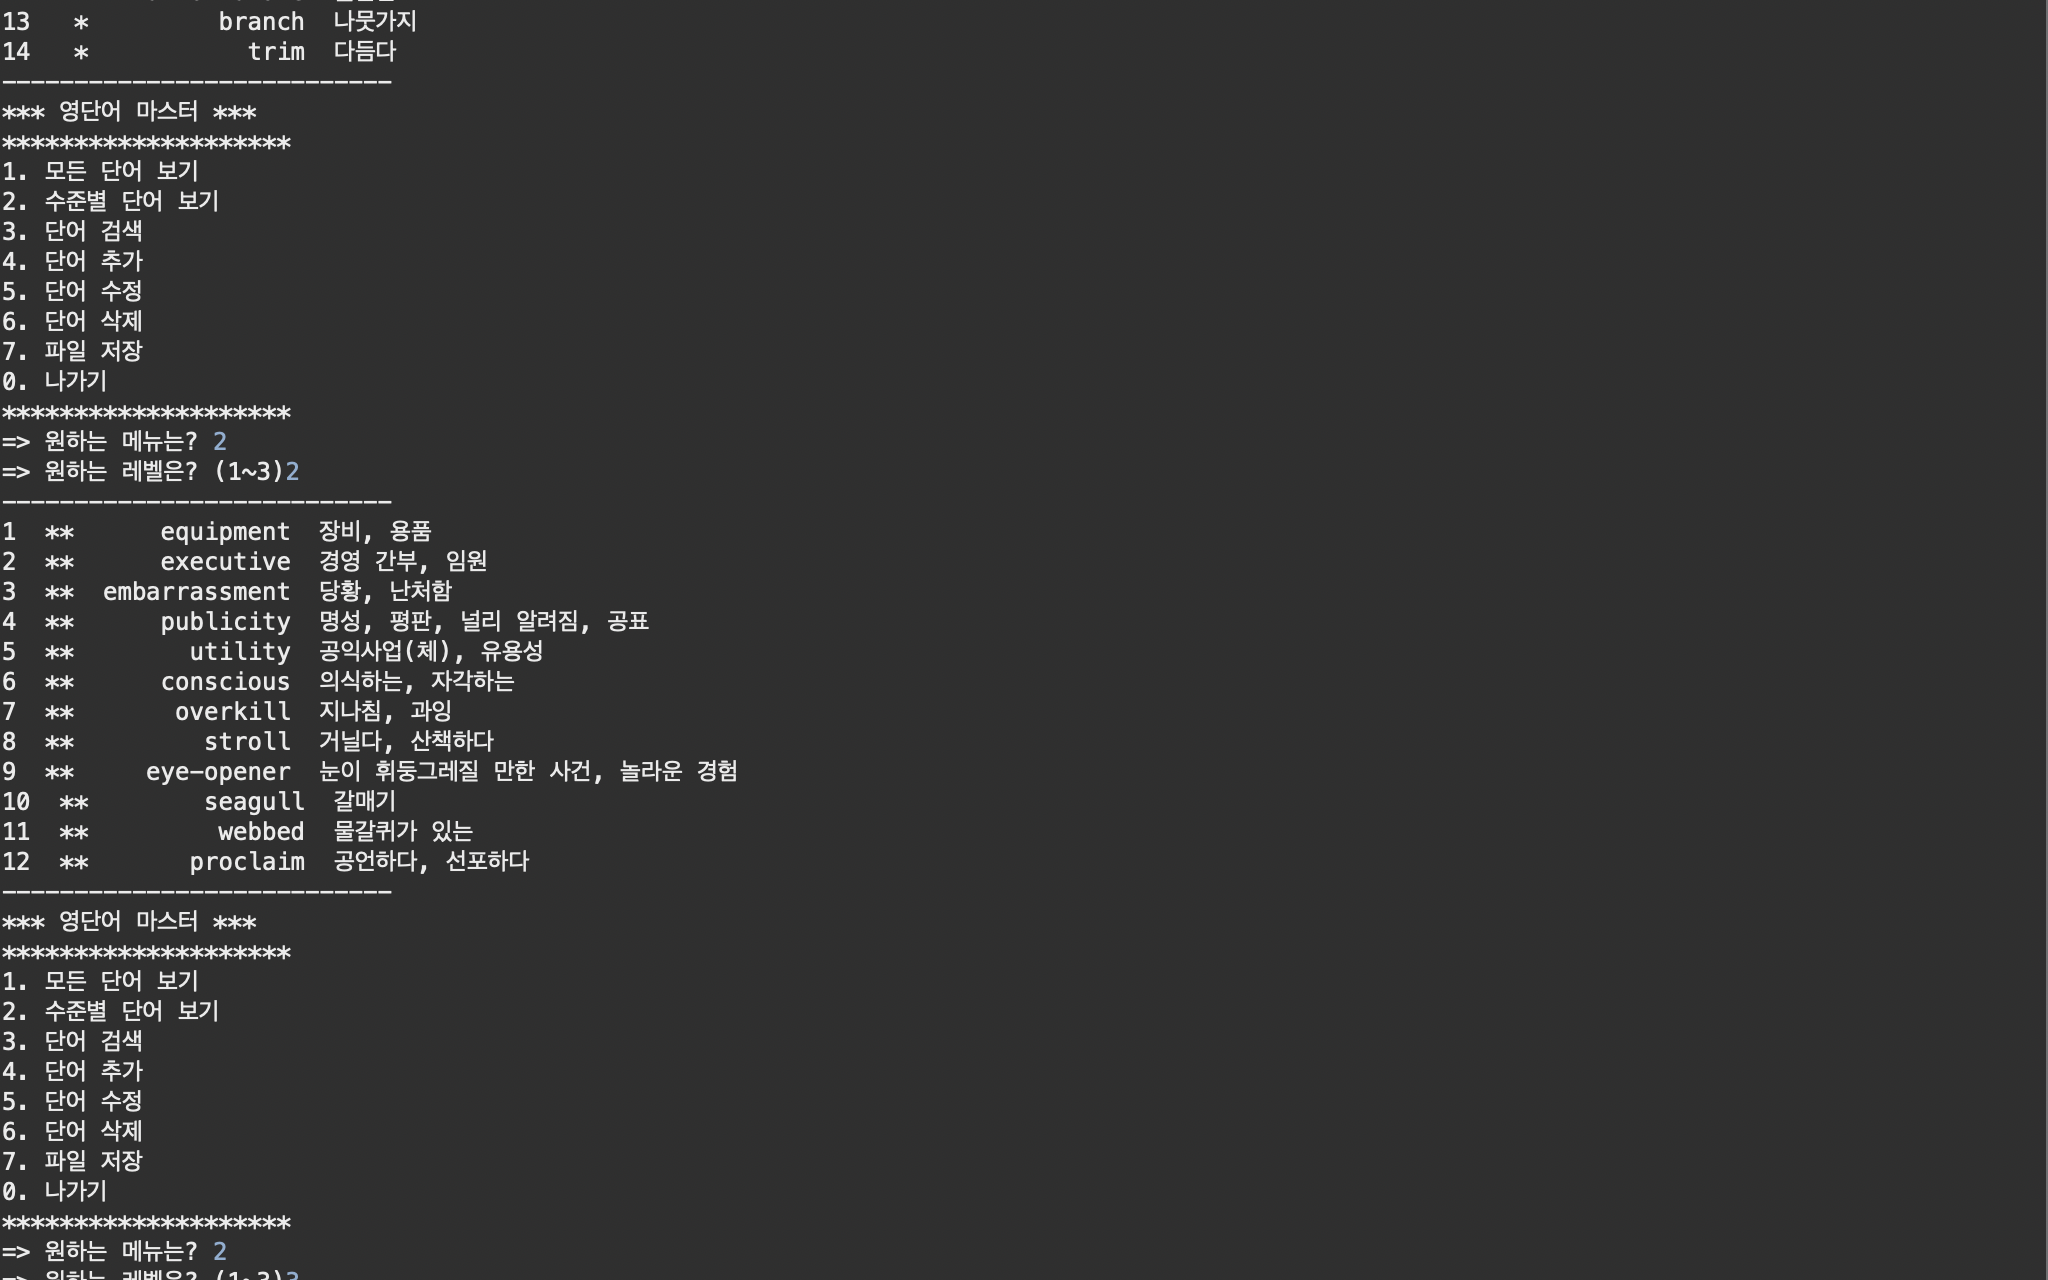 13   *         branch  나뭇가지
14   *           trim  다듬다
---------------------------
*** 영단어 마스터 ***
********************
1. 모든 단어 보기
2. 수준별 단어 보기
3. 단어 검색
4. 단어 추가
5. 단어 수정
6. 단어 삭제
7. 파일 저장
0. 나가기
********************
=> 원하는 메뉴는? 2
=> 원하는 레벨은? (1~3)2
---------------------------
1  **      equipment  장비, 용품
2  **      executive  경영 간부, 임원
3  **  embarrassment  당황, 난처함
4  **      publicity  명성, 평판, 널리 알려짐, 공표
5  **        utility  공익사업(체), 유용성
6  **      conscious  의식하는, 자각하는
7  **       overkill  지나침, 과잉
8  **         stroll  거닐다, 산책하다
9  **     eye-opener  눈이 휘둥그레질 만한 사건, 놀라운 경험
10  **        seagull  갈매기
11  **         webbed  물갈퀴가 있는
12  **       proclaim  공언하다, 선포하다
---------------------------
*** 영단어 마스터 ***
********************
1. 모든 단어 보기
2. 수준별 단어 보기
3. 단어 검색
4. 단어 추가
5. 단어 수정
6. 단어 삭제
7. 파일 저장
0. 나가기
********************
=> 원하는 메뉴는? 2
=> 원하는 레벨은? (1~3)3